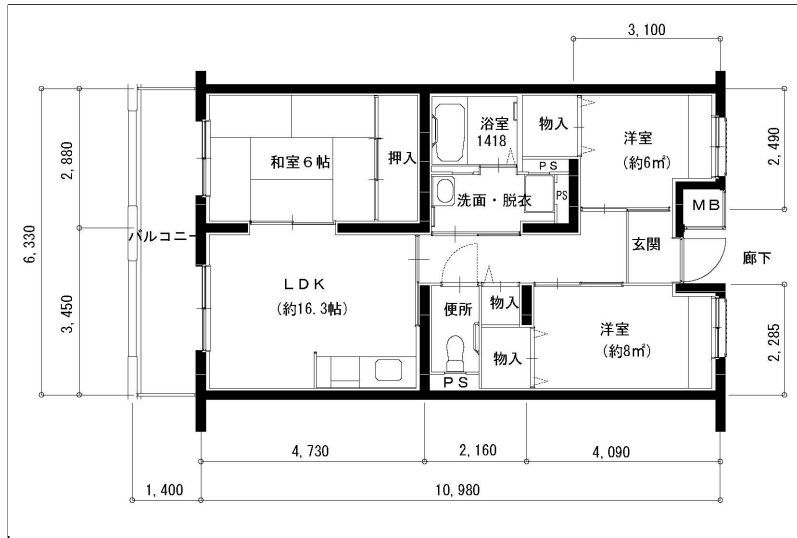 3,100
浴室
1418
物入
洋室
(約6㎡)
和室6帖
押入
PS
洗面・脱衣
PS
MB
2,880
2,490
6,330
バルコニー
玄関
廊下
LDK
(約16.3帖)
便所
物入
洋室
(約8㎡)
物入
PS
3,450
2,285
4,730
2,160
4,090
1,400
10,980